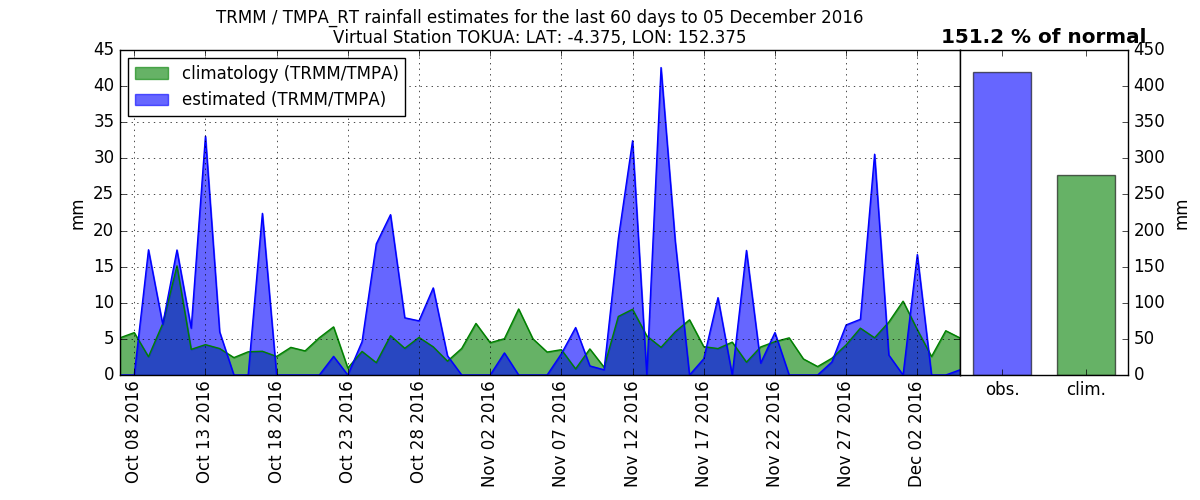 TRMM / TMPA_RT rainfall estimates for the last 60 days to 05 December 2016
Virtual Station TOKUA: LAT: -4.375, LON: 152.375
151.2 % of normal
climatology (TRMM/TMPA)
estimated (TRMM/TMPA)
45
40
35
30
25
20
15
10
5
0
mm
Oct 08 2016
Oct 13 2016
Oct 18 2016
Oct 23 2016
Oct 28 2016
Nov 02 2016
Nov 07 2016
Nov 12 2016
Nov 17 2016
Nov 22 2016
Nov 27 2016
Dec 02 2016
obs.
clim.
450
400
350
300
250
200
150
100
50
0
mm